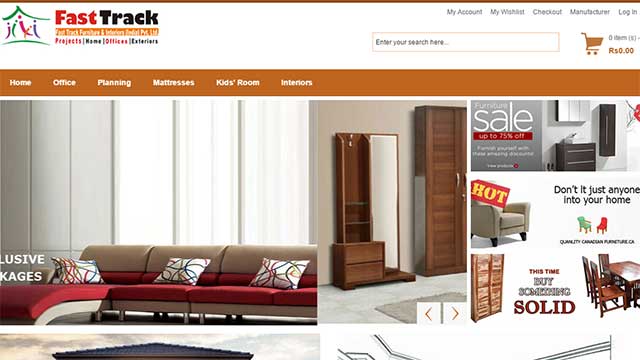 jiki
Fast Track
Fast Track Furniture & Interiors (India) Pvt. Ltd
Projects|Home|Offices|Exteriors
My Account My Wishlist Checkout Manufacturer Log In
Enter your search here...
0 item (s) -
Rs0.00
Home Office Planning Mattresses Kids' Room Interiors
Furniture
sale
up to 75% off
Furnish yourself with
these amazing discounts!
View products
HOT
Don't it just anyone
into your home
QUANLITY CANADIAN FURNETURE.CA
LUSIVE
KAGES
THIS TIME
BUY
SOMETHING
SOLID